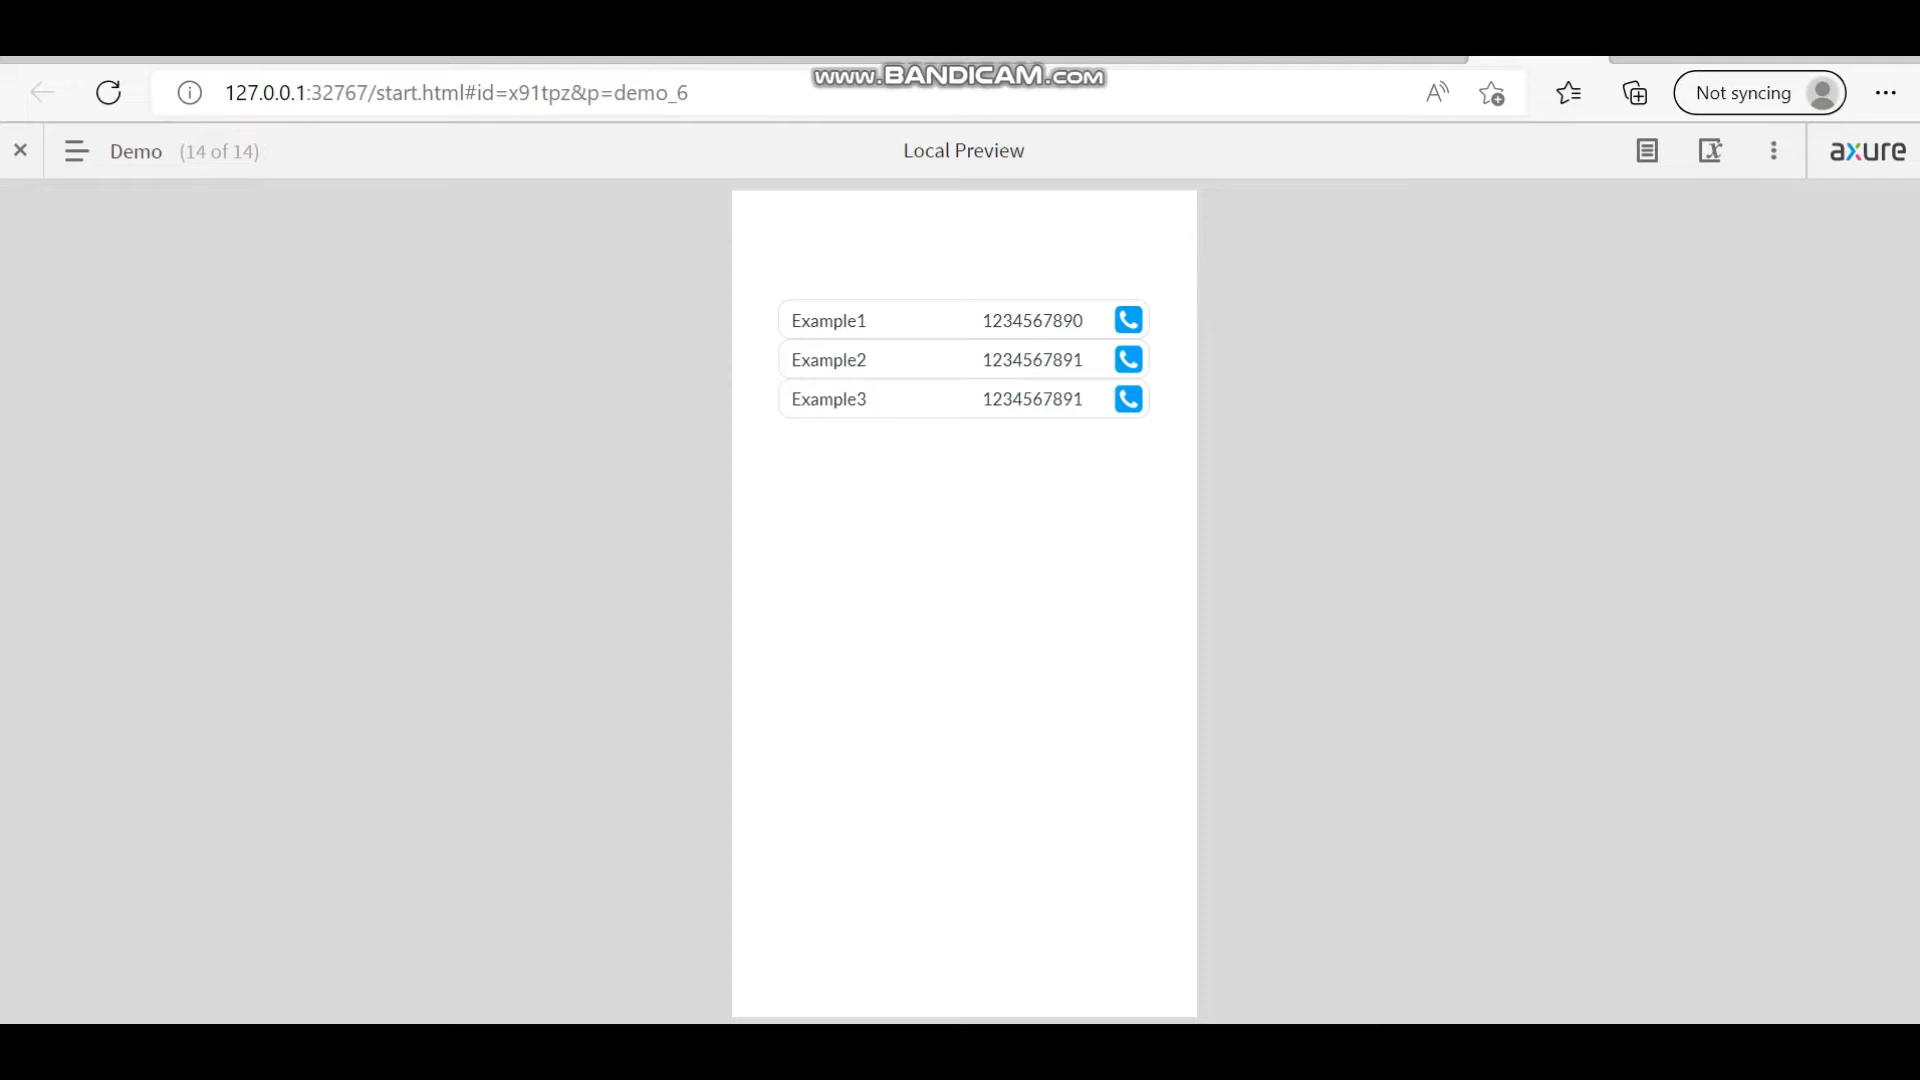 www.BANDICAM.com
127.0.0.1:32767/start.html#id=x91tpz&p=demo_6
Not syncing
Demo (14 of 14)
Local Preview
axure
Example1 1234567890
Example2 1234567891
Example3 1234567891